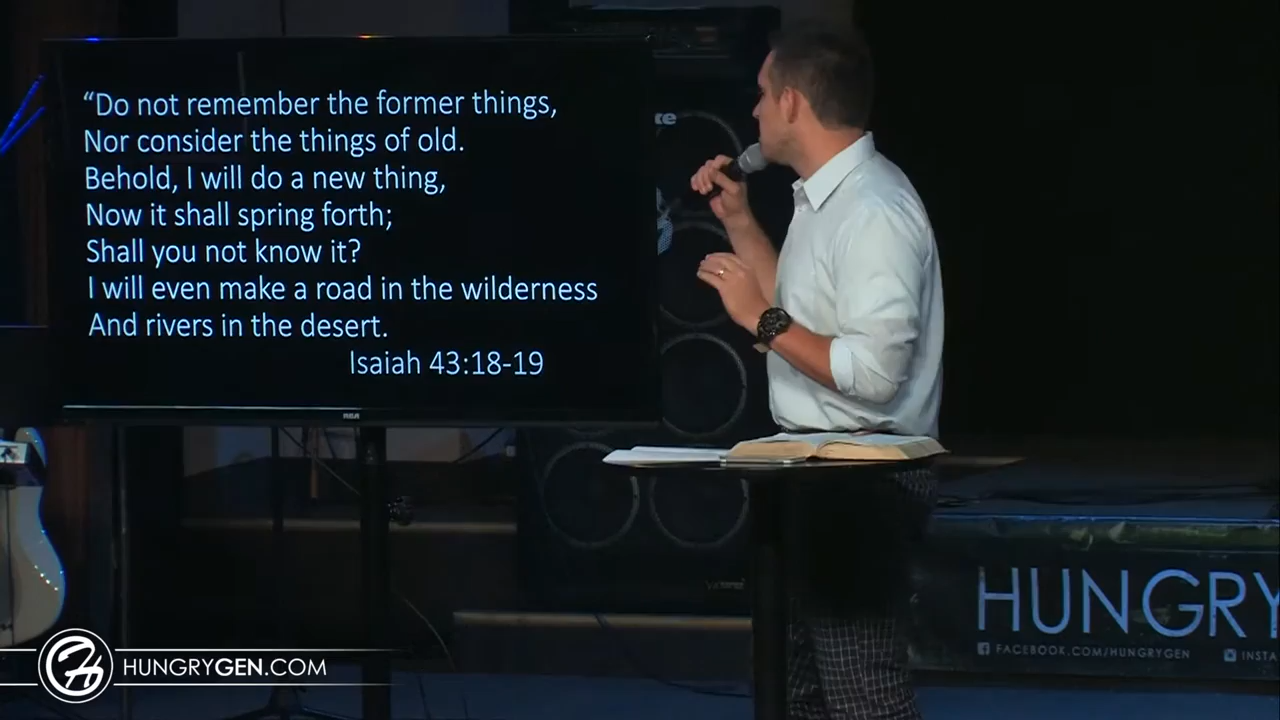 “Do not remember the former things,
Nor consider the things of old.
Behold, I will do a new thing,
Now it shall spring forth;
Shall you not know it?
I will even make a road in the wilderness
And rivers in the desert.
Isaiah 43:18-19
RCA
HUNGRY
FACEBOOK.COM/HUNGRYGEN
INSTA
HUNGRYGEN.COM